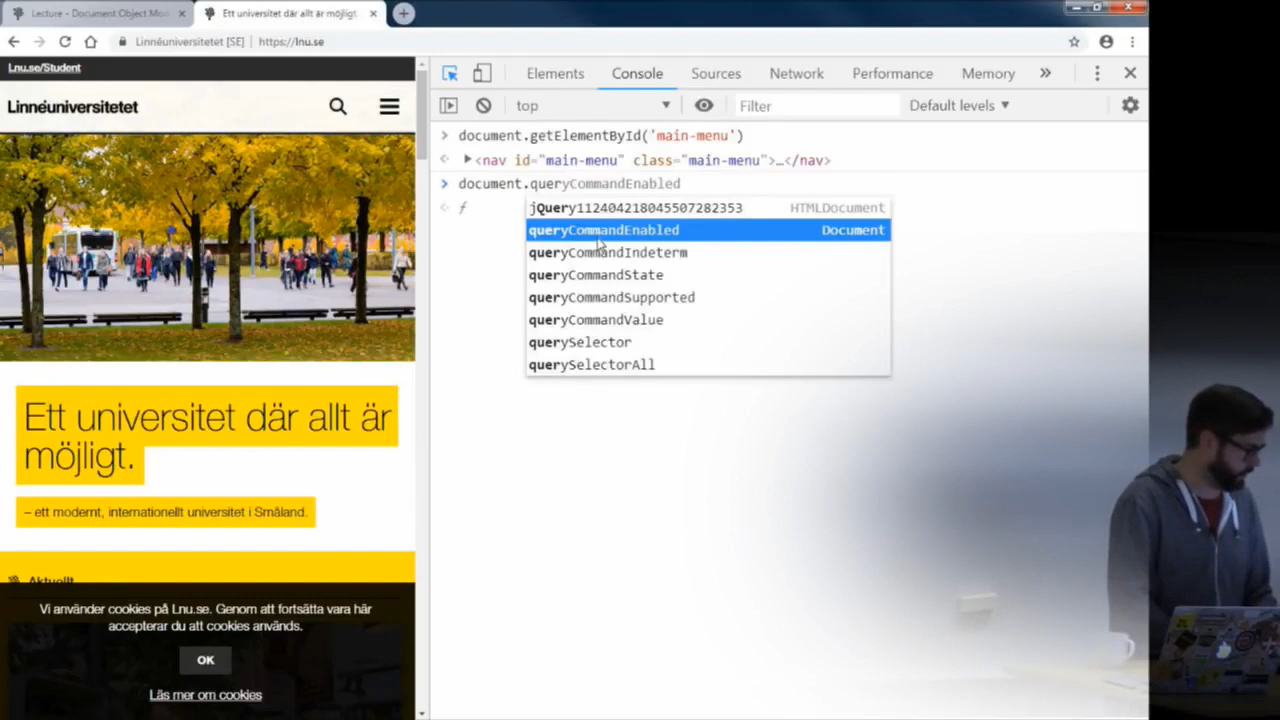 Lecture - Document Object Mod
Ett universitet där allt är möjligt.
Linnéuniversitetet [SE] | https://lnu.se
Lnu.se/Student
Linnéuniversitetet
Ett universitet där allt är
möjligt.
– ett modernt, internationellt universitet i Småland.
Aktuellt
Vi använder cookies på Lnu.se. Genom att fortsätta vara här
accepterar du att cookies används.
OK
Läs mer om cookies
Elements Console Sources Network Performance Memory »
top Filter Default levels ▼
> document.getElementById('main-menu')
<nav id="main-menu" class="main-menu">…</nav>
> document.queryCommandEnabled
f
jQuery112404218045507282353 HTMLDocument
queryCommandEnabled Document
queryCommandIndeterm
queryCommandState
queryCommandSupported
queryCommandValue
querySelector
querySelectorAll